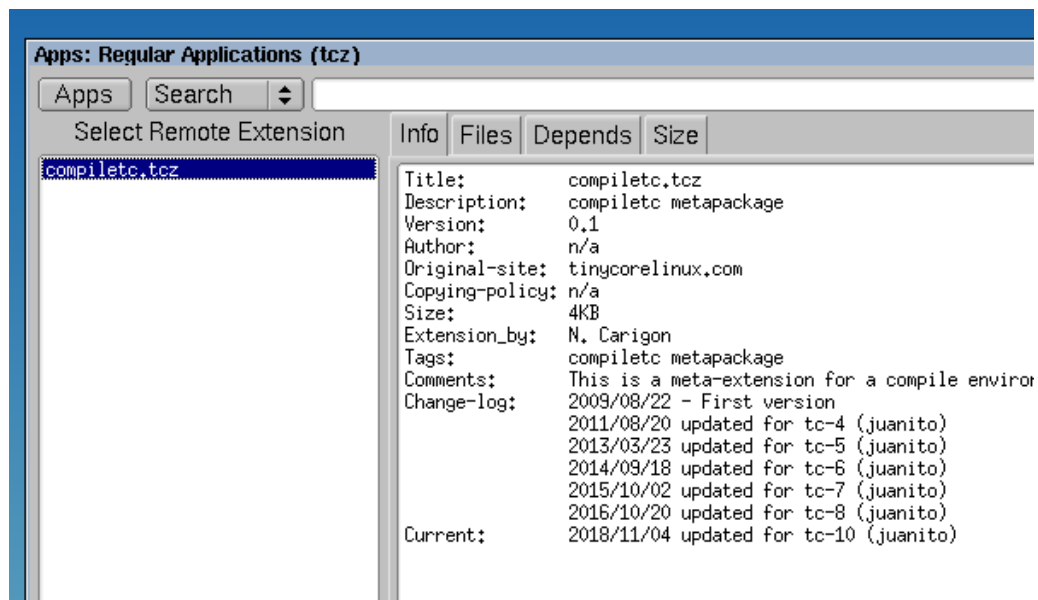 Apps: Regular Applications (tcz)
Apps Search
Select Remote Extension
Info Files Depends Size
compiletc.tcz
Title: compiletc.tcz
Description: compiletc metapackage
Version: 0.1
Author: n/a
Original-site: tinycorelinux.com
Copying-policy: n/a
Size: 4KB
Extension_by: N. Carigon
Tags: compiletc metapackage
Comments: This is a meta-extension for a compile environ
Change-log: 2009/08/22 - First version
2011/08/20 updated for tc-4 (juanito)
2013/03/23 updated for tc-5 (juanito)
2014/09/18 updated for tc-6 (juanito)
2015/10/02 updated for tc-7 (juanito)
2016/10/20 updated for tc-8 (juanito)
Current: 2018/11/04 updated for tc-10 (juanito)